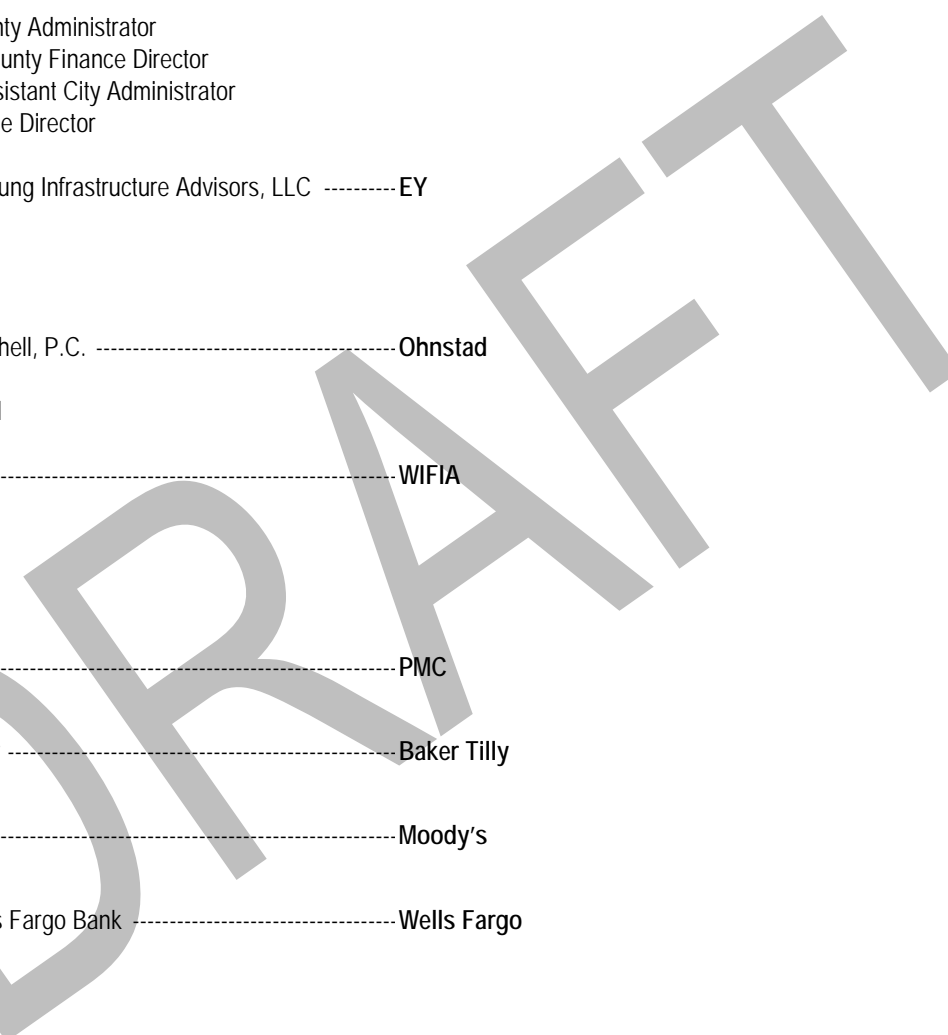 nty Administrator
unty Finance Director
sistant City Administrator
e Director
ung Infrastructure Advisors, LLC ---------- EY
hell, P.C. ------------------------------------------ Ohnstad
------------------------------------------------------- WIFIA
------------------------------------------------------- PMC
------------------------------------------------------ Baker Tilly
------------------------------------------------------- Moody's
s Fargo Bank ------------------------------------- Wells Fargo
DRAFT